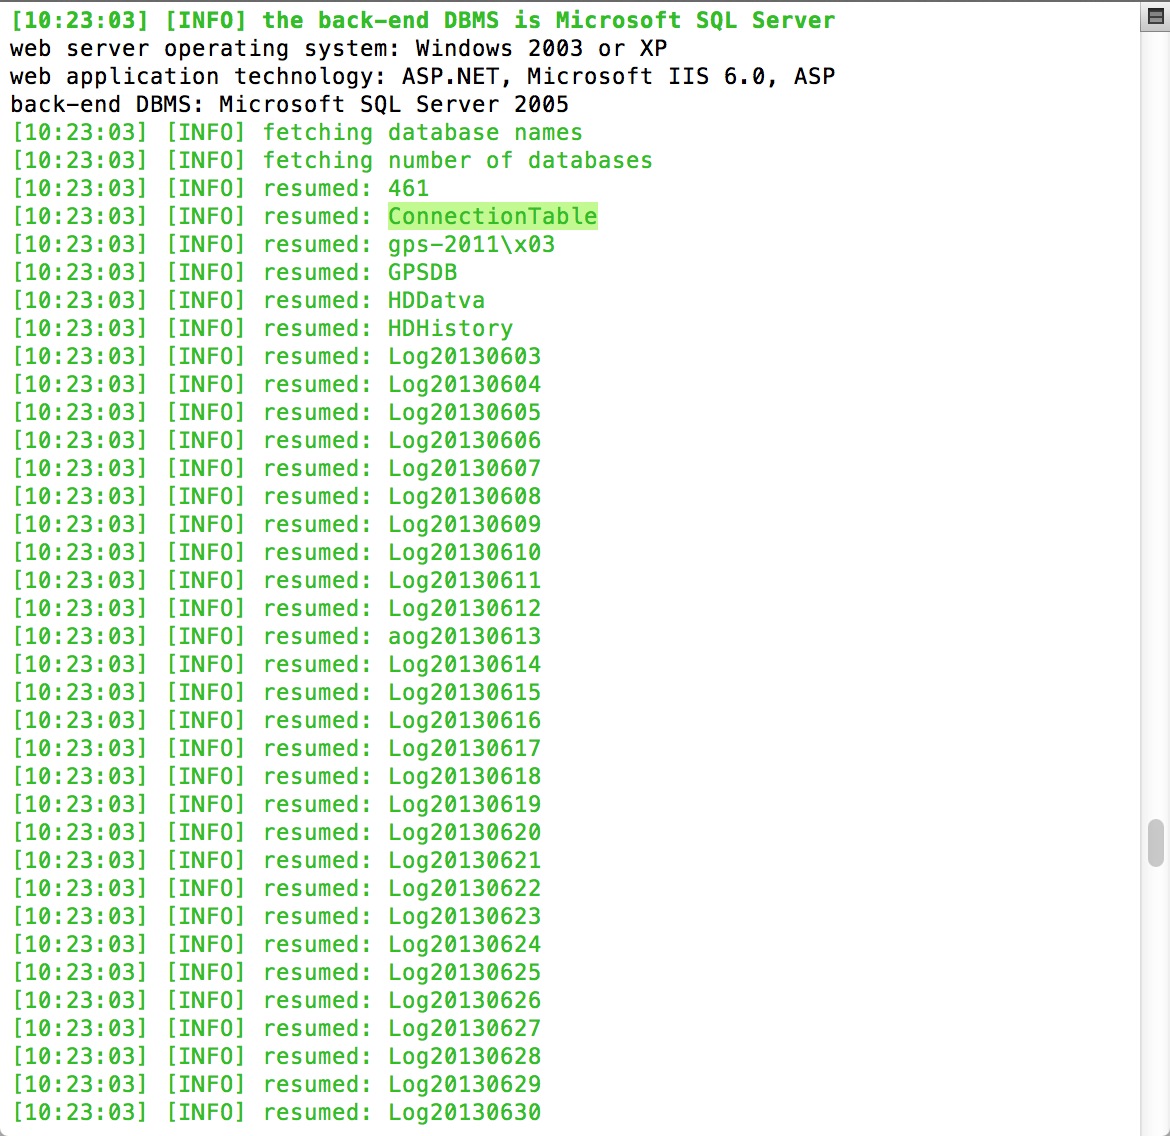 [10:23:03] [INFO] the back-end DBMS is Microsoft SQL Server
web server operating system: Windows 2003 or XP
web application technology: ASP.NET, Microsoft IIS 6.0, ASP
back-end DBMS: Microsoft SQL Server 2005
[10:23:03] [INFO] fetching database names
[10:23:03] [INFO] fetching number of databases
[10:23:03] [INFO] resumed: 461
[10:23:03] [INFO] resumed: ConnectionTable
[10:23:03] [INFO] resumed: gps-2011\x03
[10:23:03] [INFO] resumed: GPSDB
[10:23:03] [INFO] resumed: HDDatva
[10:23:03] [INFO] resumed: HDHistory
[10:23:03] [INFO] resumed: Log20130603
[10:23:03] [INFO] resumed: Log20130604
[10:23:03] [INFO] resumed: Log20130605
[10:23:03] [INFO] resumed: Log20130606
[10:23:03] [INFO] resumed: Log20130607
[10:23:03] [INFO] resumed: Log20130608
[10:23:03] [INFO] resumed: Log20130609
[10:23:03] [INFO] resumed: Log20130610
[10:23:03] [INFO] resumed: Log20130611
[10:23:03] [INFO] resumed: Log20130612
[10:23:03] [INFO] resumed: aog20130613
[10:23:03] [INFO] resumed: Log20130614
[10:23:03] [INFO] resumed: Log20130615
[10:23:03] [INFO] resumed: Log20130616
[10:23:03] [INFO] resumed: Log20130617
[10:23:03] [INFO] resumed: Log20130618
[10:23:03] [INFO] resumed: Log20130619
[10:23:03] [INFO] resumed: Log20130620
[10:23:03] [INFO] resumed: Log20130621
[10:23:03] [INFO] resumed: Log20130622
[10:23:03] [INFO] resumed: Log20130623
[10:23:03] [INFO] resumed: Log20130624
[10:23:03] [INFO] resumed: Log20130625
[10:23:03] [INFO] resumed: Log20130626
[10:23:03] [INFO] resumed: Log20130627
[10:23:03] [INFO] resumed: Log20130628
[10:23:03] [INFO] resumed: Log20130629
[10:23:03] [INFO] resumed: Log20130630